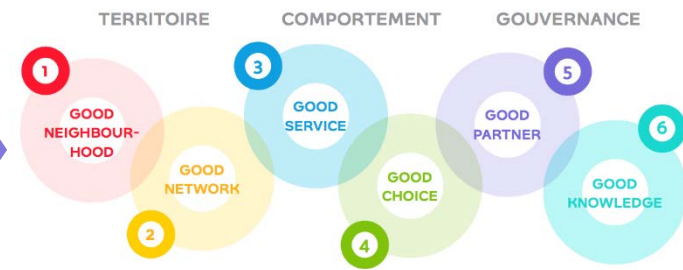 TERRITOIRE
COMPORTEMENT
GOUVERNANCE
1
GOOD
NEIGHBOUR-
HOOD
2
GOOD
NETWORK
3
GOOD
SERVICE
4
GOOD
CHOICE
5
GOOD
PARTNER
6
GOOD
KNOWLEDGE